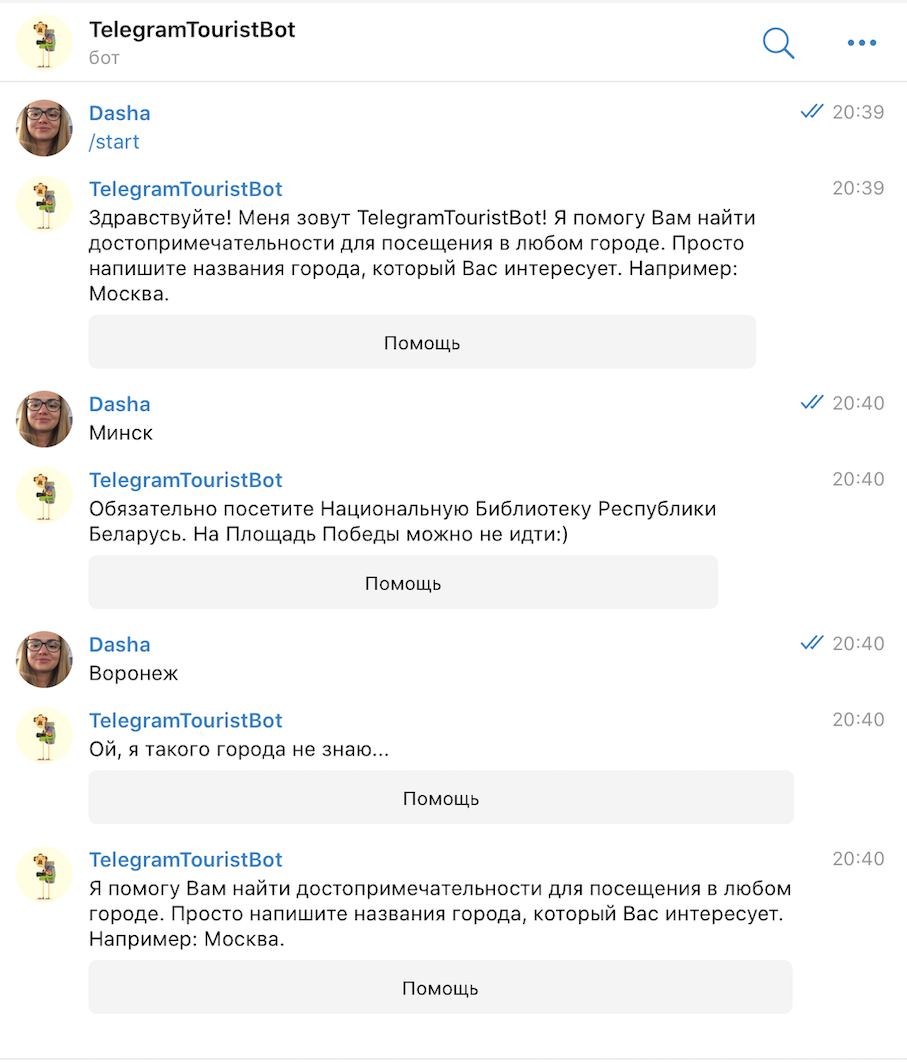 TelegramTouristBot
бот
Dasha
20:39
/start
TelegramTouristBot
20:39
Здравствуйте! Меня зовут TelegramTouristBot! Я помогу Вам найти
достопримечательности для посещения в любом городе. Просто
напишите названия города, который Вас интересует. Например:
Москва.
Помощь
Dasha
20:40
Минск
TelegramTouristBot
20:40
Обязательно посетите Национальную Библиотеку Республики
Беларусь. На Площадь Победы можно не идти:)
Помощь
Dasha
20:40
Воронеж
TelegramTouristBot
20:40
Ой, я такого города не знаю...
Помощь
TelegramTouristBot
20:40
Я помогу Вам найти достопримечательности для посещения в любом
городе. Просто напишите названия города, который Вас интересует.
Например: Москва.
Помощь